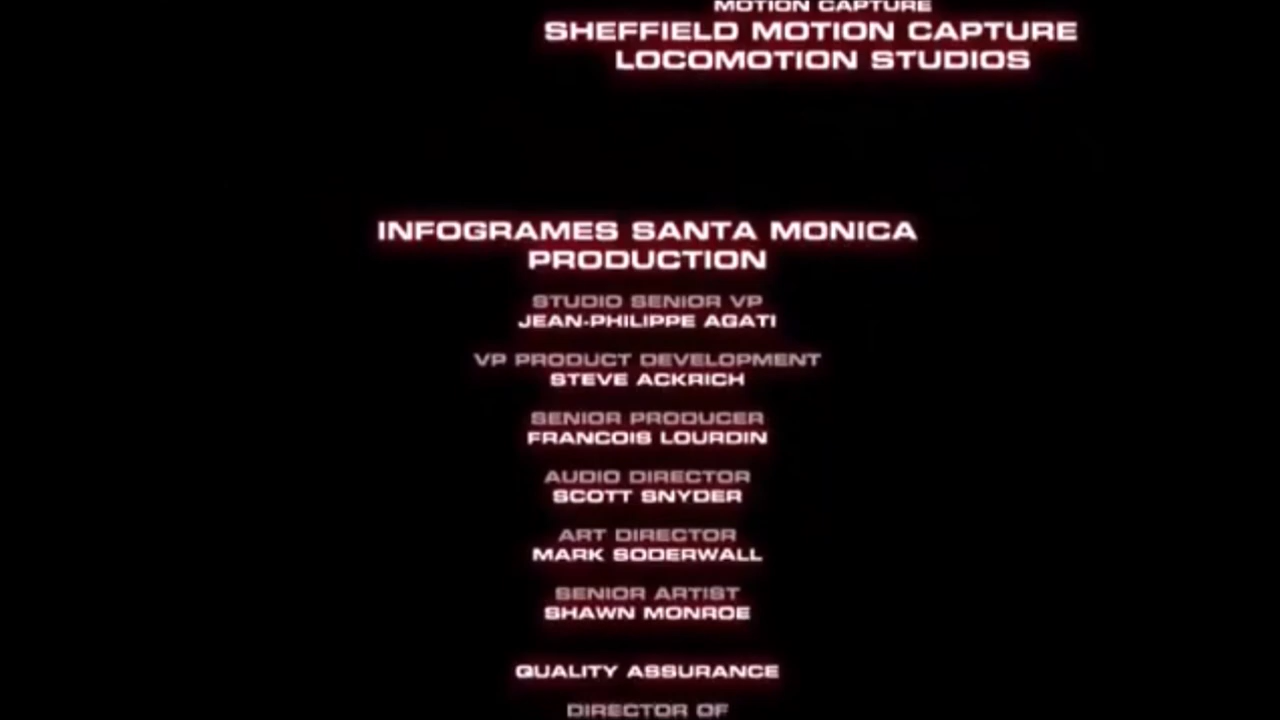 MOTION CAPTURE
SHEFFIELD MOTION CAPTURE
LOCOMOTION STUDIOS
INFOGRAMES SANTA MONICA
PRODUCTION
STUDIO SENIOR VP
JEAN-PHILIPPE AGATI
VP PRODUCT DEVELOPMENT
STEVE ACKRICH
SENIOR PRODUCER
FRANCOIS LOURDIN
AUDIO DIRECTOR
SCOTT SNYDER
ART DIRECTOR
MARK SODERWALL
SENIOR ARTIST
SHAWN MONROE
QUALITY ASSURANCE
DIRECTOR OF